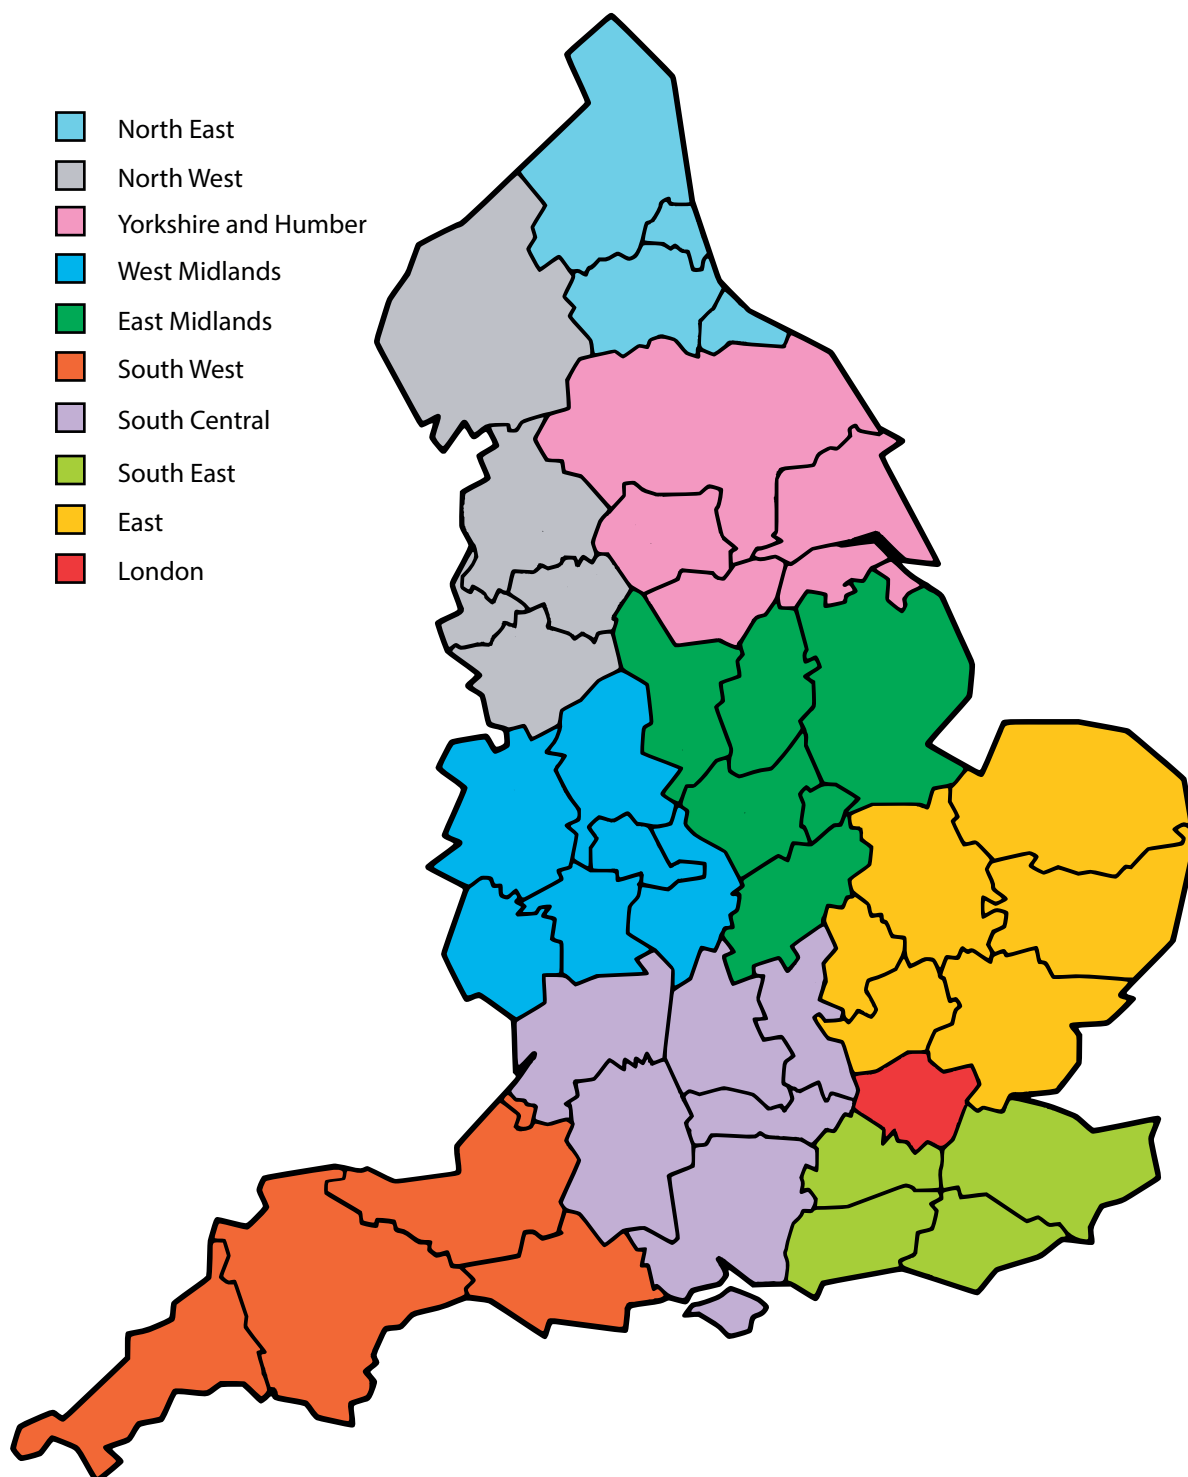 North East
North West
Yorkshire and Humber
West Midlands
East Midlands
South West
South Central
South East
East
London